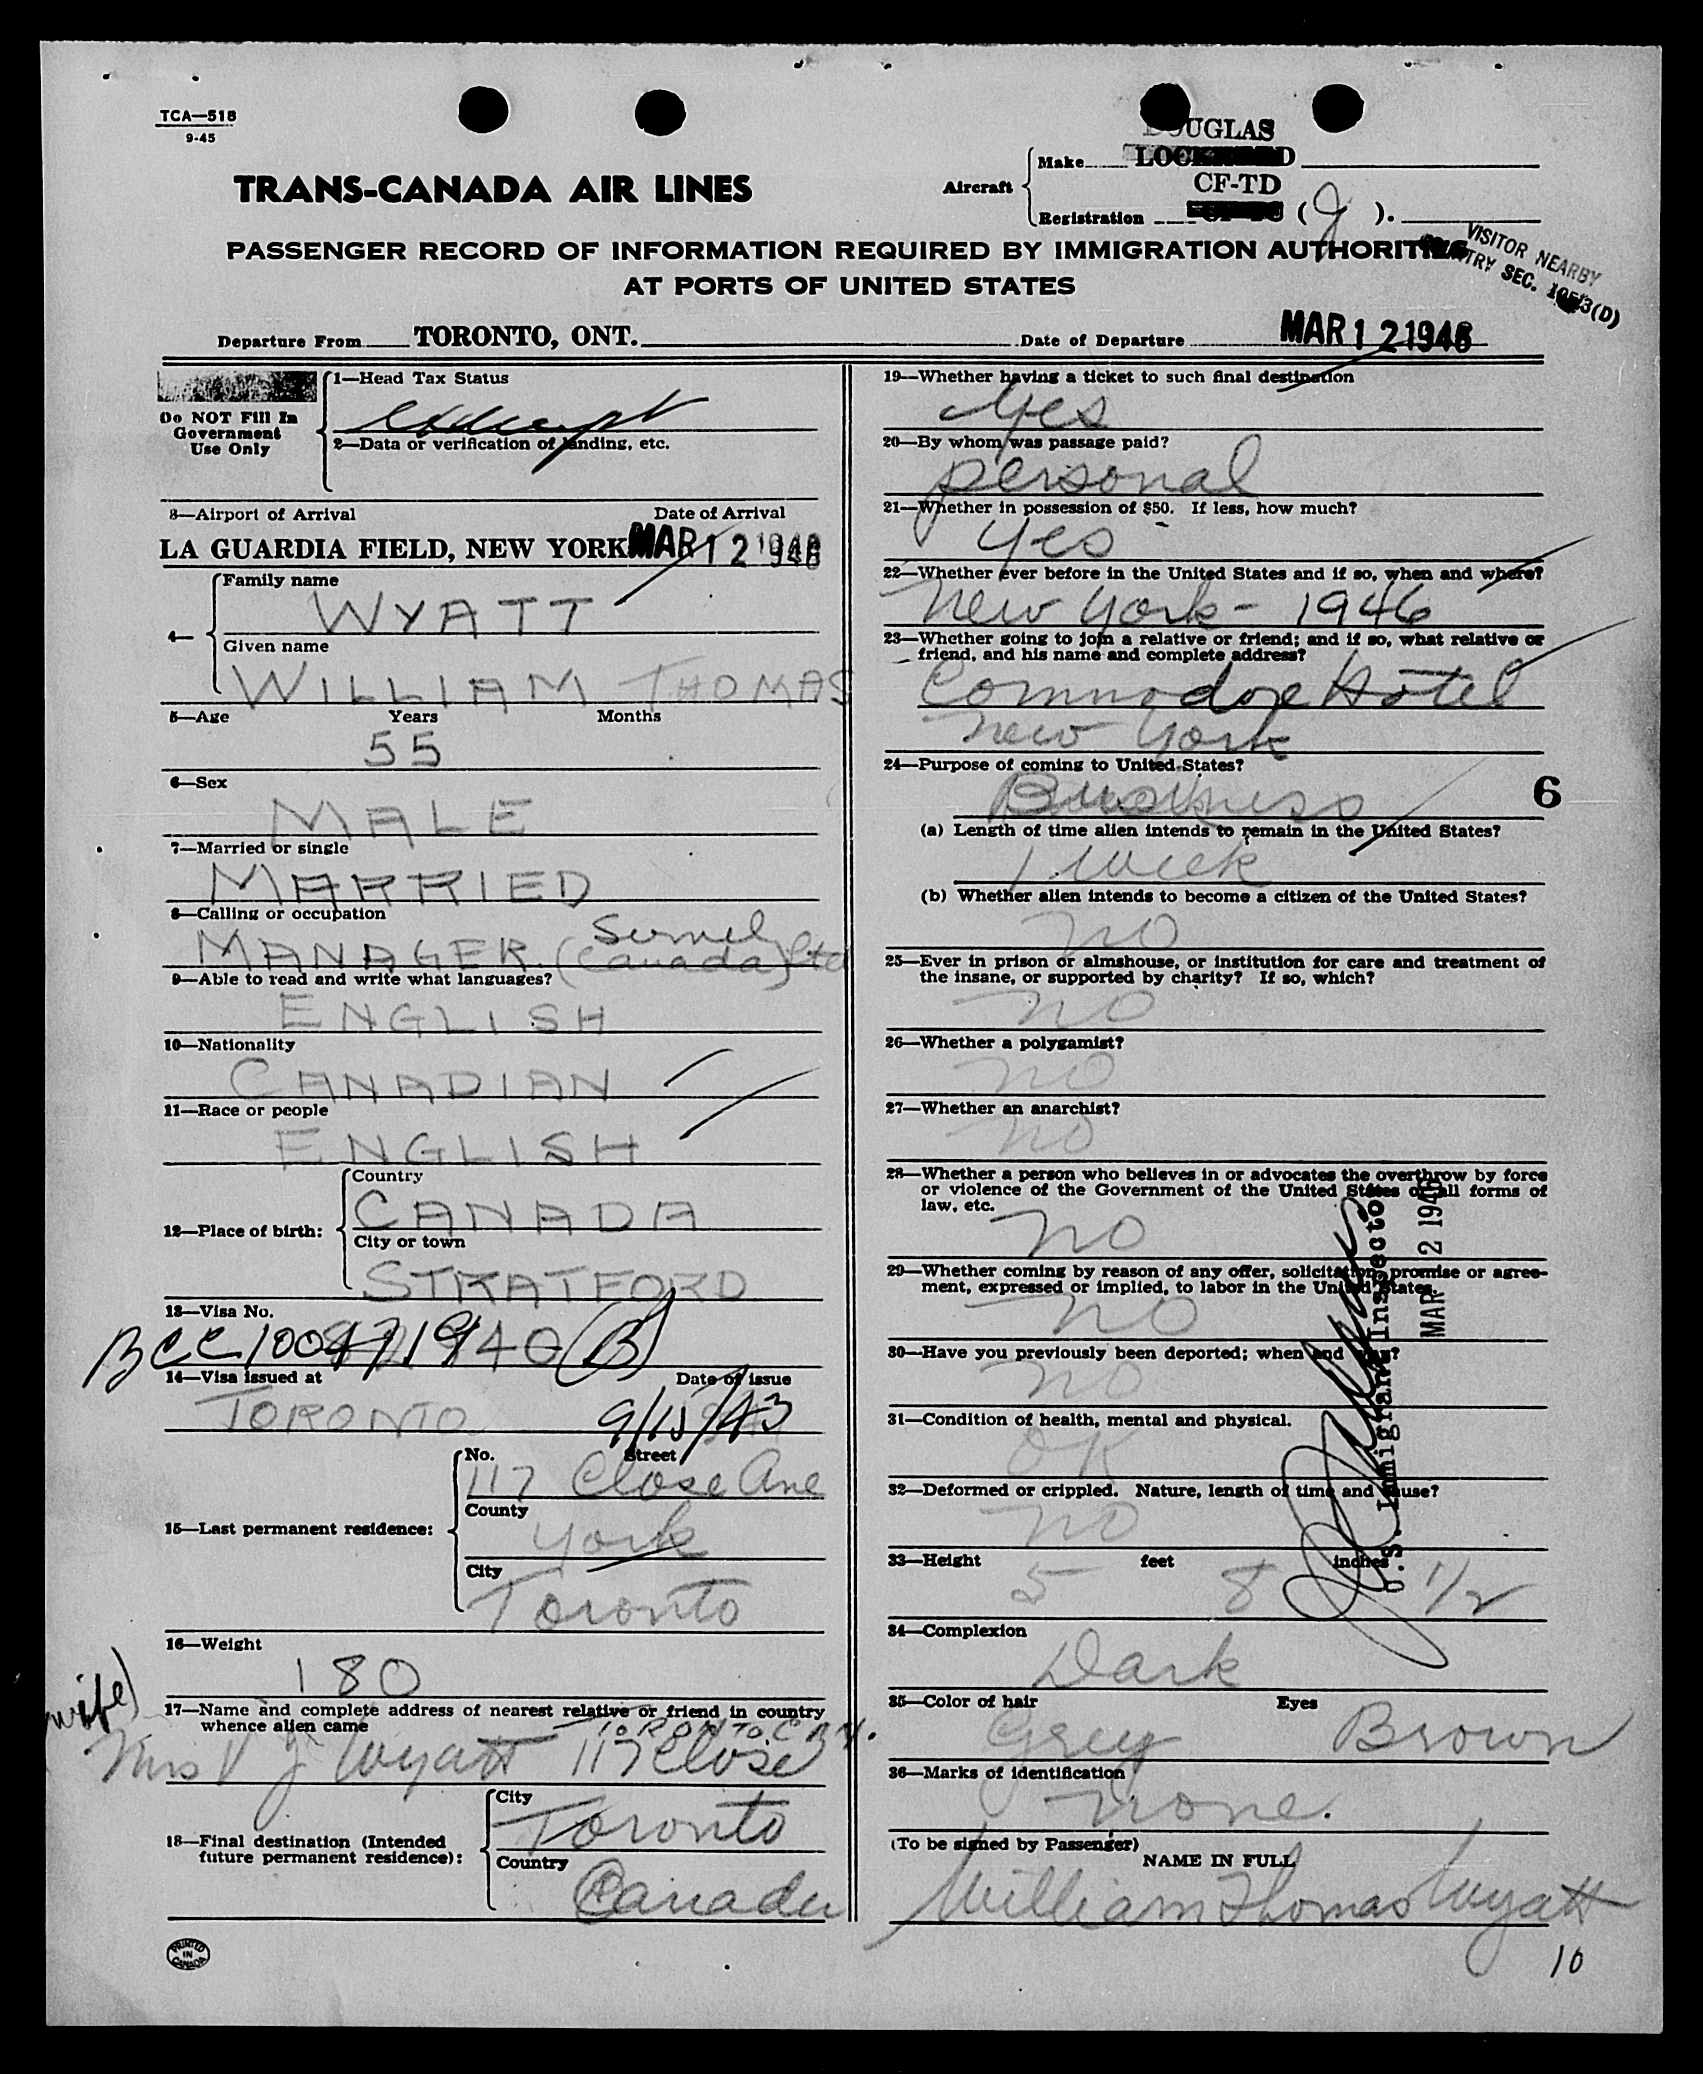 TCA—518
9-45
TRANS-CANADA AIR LINES
Aircraft
Make
DOUGLAS
LOCKHEED
CF-TD
Registration
( J ).
PASSENGER RECORD OF INFORMATION REQUIRED BY IMMIGRATION AUTHORITIES
AT PORTS OF UNITED STATES
VISITOR NEARBY
SEC. (D)
Departure From TORONTO, ONT.
Date of Departure MAR 12 1946
Do NOT Fill In
Government
Use Only
1—Head Tax Status
2—Data or verification of landing, etc.
3—Airport of Arrival Date of Arrival
LA GUARDIA FIELD, NEW YORK MAR 12 1946
4—
Family name
WYATT
Given name
WILLIAM THOMAS
5—Age Years Months
55
6—Sex
MALE
7—Married or single
MARRIED
8—Calling or occupation
MANAGER (Canada) Ltd
9—Able to read and write what languages?
ENGLISH
10—Nationality
CANADIAN
11—Race or people
ENGLISH
12—Place of birth:
Country
CANADA
City or town
STRATFORD
13—Visa No.
BCC (B)
14—Visa issued at Date of issue
TORONTO 9/15/43
15—Last permanent residence:
No. Street
117 Close Ave
County
York
City
Toronto
16—Weight
180
(wife)
17—Name and complete address of nearest relative or friend in country
whence alien came
TORONTO. CAN.
Mrs V J Wyatt 117 Close
18—Final destination (Intended
future permanent residence):
City
Toronto
Country
Canada
PRINTED
IN
CANADA
19—Whether having a ticket to such final destination
Yes
20—By whom was passage paid?
personal
21—Whether in possession of $50. If less, how much?
Yes
22—Whether ever before in the United States and if so, when and where?
New York - 1946
23—Whether going to join a relative or friend; and if so, what relative or
friend, and his name and complete address?
Commodore Hotel
New York
24—Purpose of coming to United States?
Business
6
(a) Length of time alien intends to remain in the United States?
1 week
(b) Whether alien intends to become a citizen of the United States?
no
25—Ever in prison or almshouse, or institution for care and treatment of
the insane, or supported by charity? If so, which?
no
26—Whether a polygamist?
no
27—Whether an anarchist?
no
28—Whether a person who believes in or advocates the overthrow by force
or violence of the Government of the United States or all forms of
law, etc.
no
29—Whether coming by reason of any offer, solicitation, promise or agree-
ment, expressed or implied, to labor in the United States.
no
30—Have you previously been deported; when and why?
no
31—Condition of health, mental and physical.
OK
32—Deformed or crippled. Nature, length of time and cause?
no
33—Height feet inches
5 8 1/2
U.S. Immigrant Inspector
MAR 12 1946
34—Complexion
Dark
35—Color of hair Eyes
Grey Brown
36—Marks of identification
none.
(To be signed by Passenger)
NAME IN FULL
William Thomas Wyatt
10